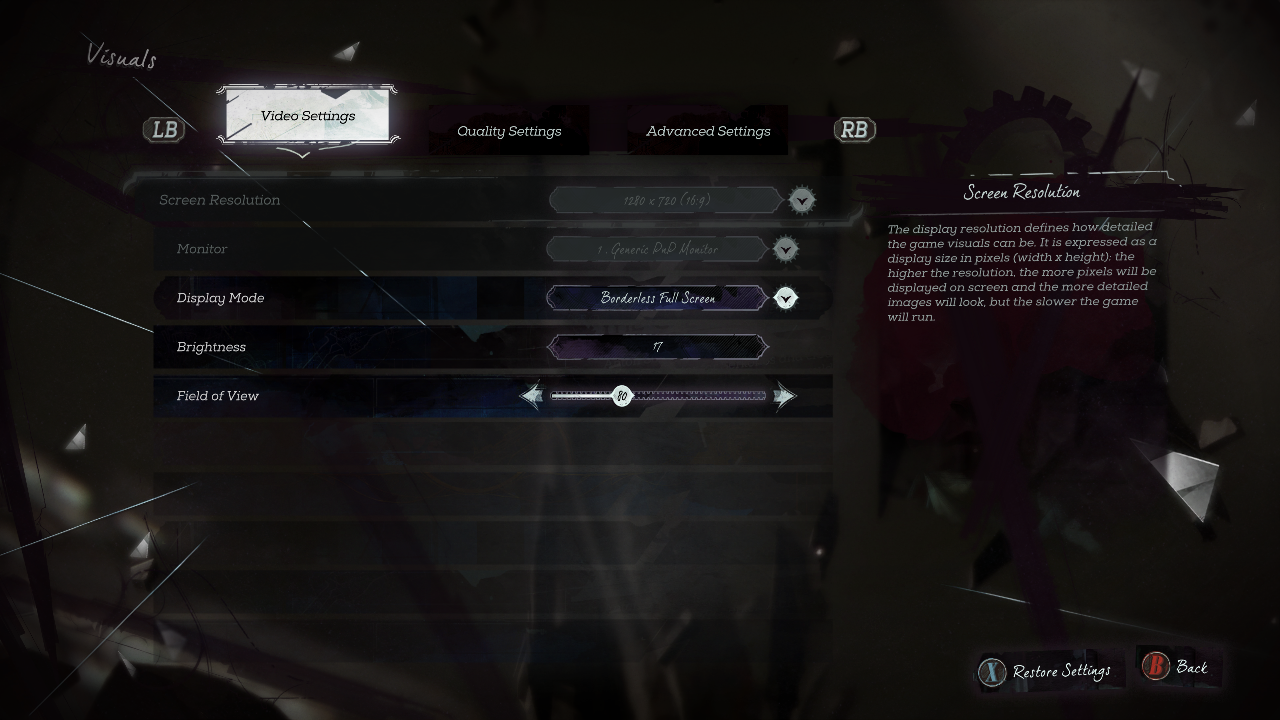 Visuals
LB
Video Settings
Quality Settings
Advanced Settings
RB
Screen Resolution
1280 x 720 (16:9)
Monitor
1. Generic PnP Monitor
Display Mode
Borderless Full Screen
Brightness
17
Field of View
80
Screen Resolution
The display resolution defines how detailed
the game visuals can be. It is expressed as a
display size in pixels (width x height): the
higher the resolution, the more pixels will be
displayed on screen and the more detailed
images will look, but the slower the game
will run.
X Restore Settings
B Back